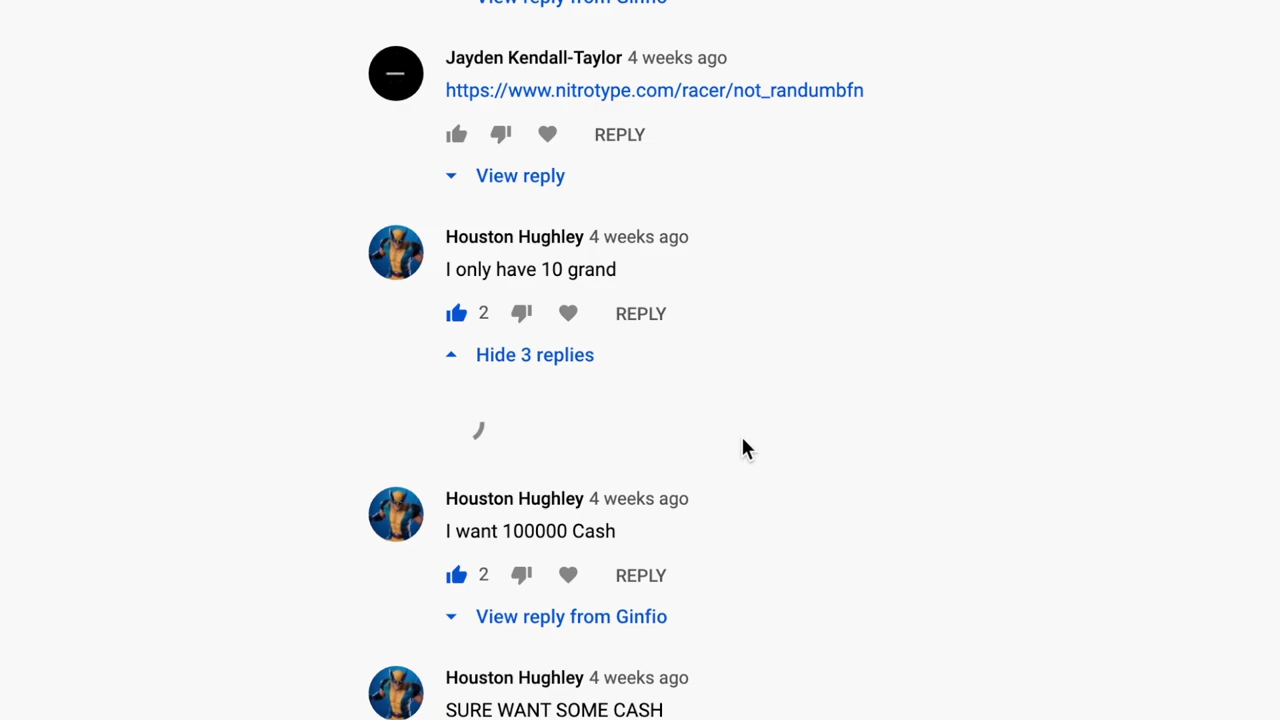 View reply from Ginfio
Jayden Kendall-Taylor 4 weeks ago
https://www.nitrotype.com/racer/not_randumbfn
REPLY
View reply
Houston Hughley 4 weeks ago
I only have 10 grand
2 REPLY
Hide 3 replies
Houston Hughley 4 weeks ago
I want 100000 Cash
2 REPLY
View reply from Ginfio
Houston Hughley 4 weeks ago
SURE WANT SOME CASH